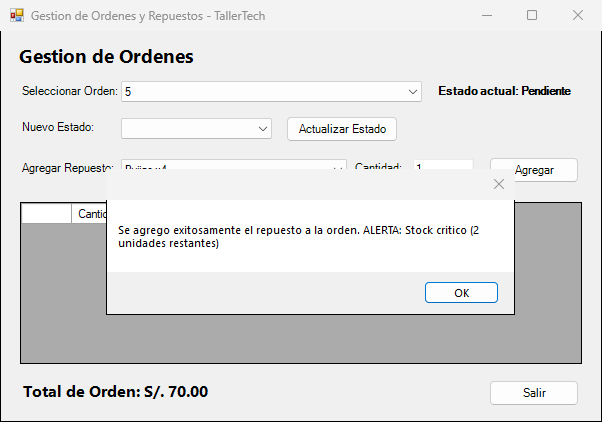 Gestion de Ordenes y Repuestos - TallerTech
Gestion de Ordenes
Seleccionar Orden: 5
Estado actual: Pendiente
Nuevo Estado:
Actualizar Estado
Agregar Repuesto:
Cantidad: 1
Agregar
Se agrego exitosamente el repuesto a la orden. ALERTA: Stock critico (2
unidades restantes)
OK
Total de Orden: S/. 70.00
Salir